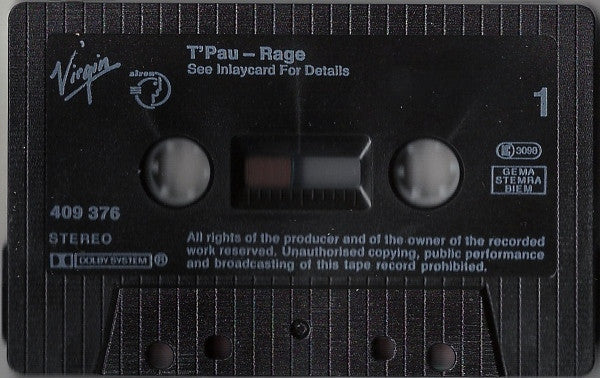 Virgin
siren
T'Pau – Rage
See Inlaycard For Details
1
E 3098
GEMA
STEMRA
BIEM
409 376
STEREO
DOLBY SYSTEM ®
All rights of the producer and of the owner of the recorded
work reserved. Unauthorised copying, public performance
and broadcasting of this tape record prohibited.